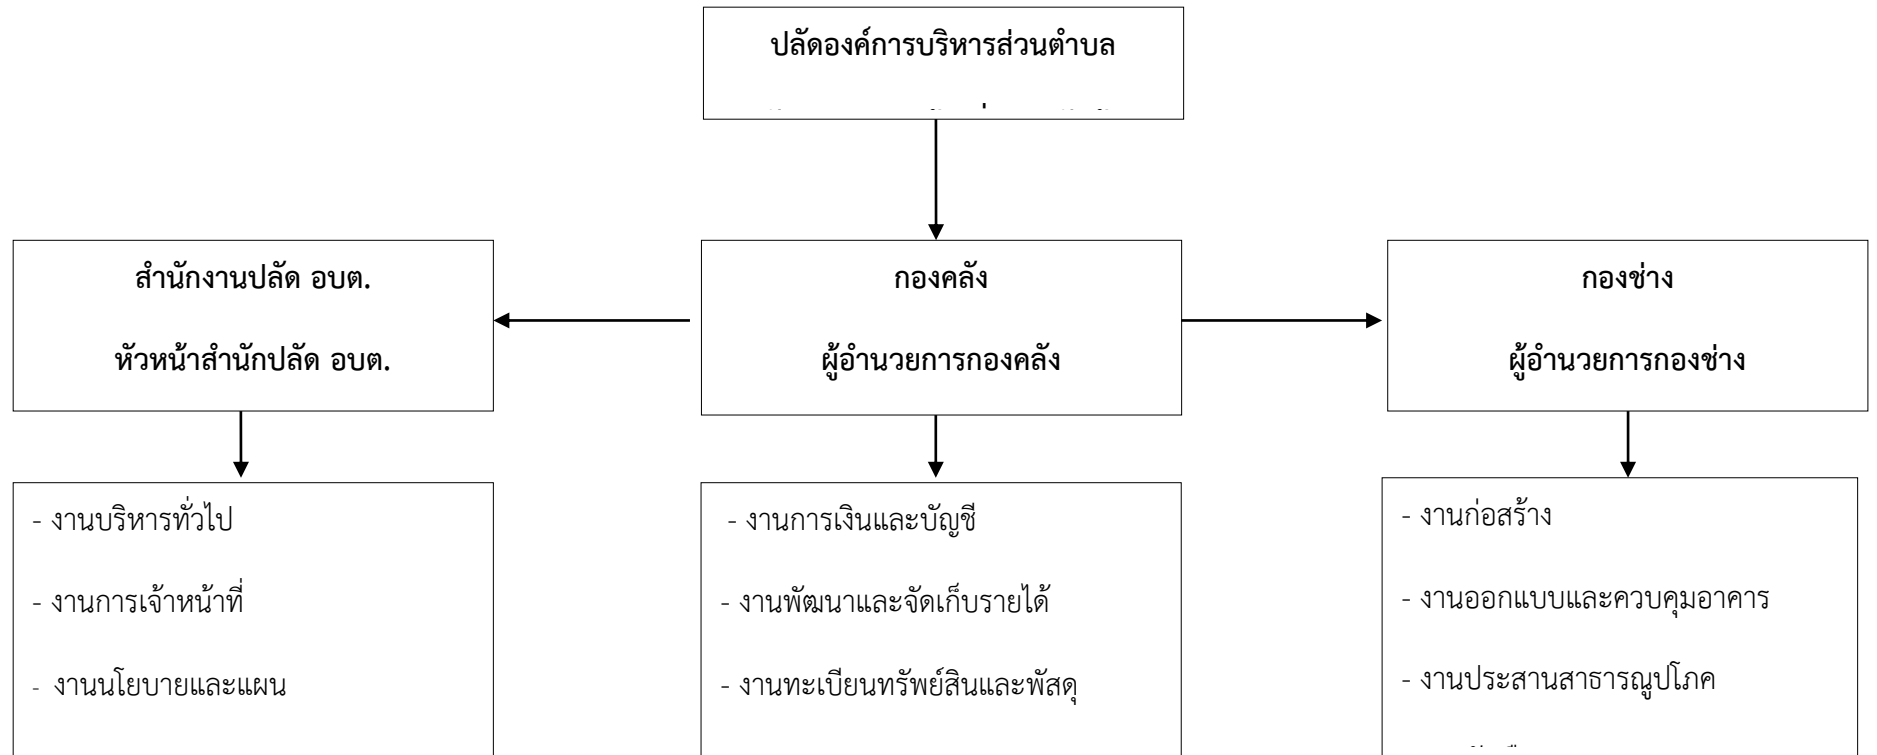 ปลัดองค์การบริหารส่วนตำบล
สำนักงานปลัด อบต.
หัวหน้าสำนักปลัด อบต.
กองคลัง
ผู้อำนวยการกองคลัง
กองช่าง
ผู้อำนวยการกองช่าง
- งานบริหารทั่วไป
- งานการเจ้าหน้าที่
- งานนโยบายและแผน
- งานการเงินและบัญชี
- งานพัฒนาและจัดเก็บรายได้
- งานทะเบียนทรัพย์สินและพัสดุ
- งานก่อสร้าง
- งานออกแบบและควบคุมอาคาร
- งานประสานสาธารณูปโภค